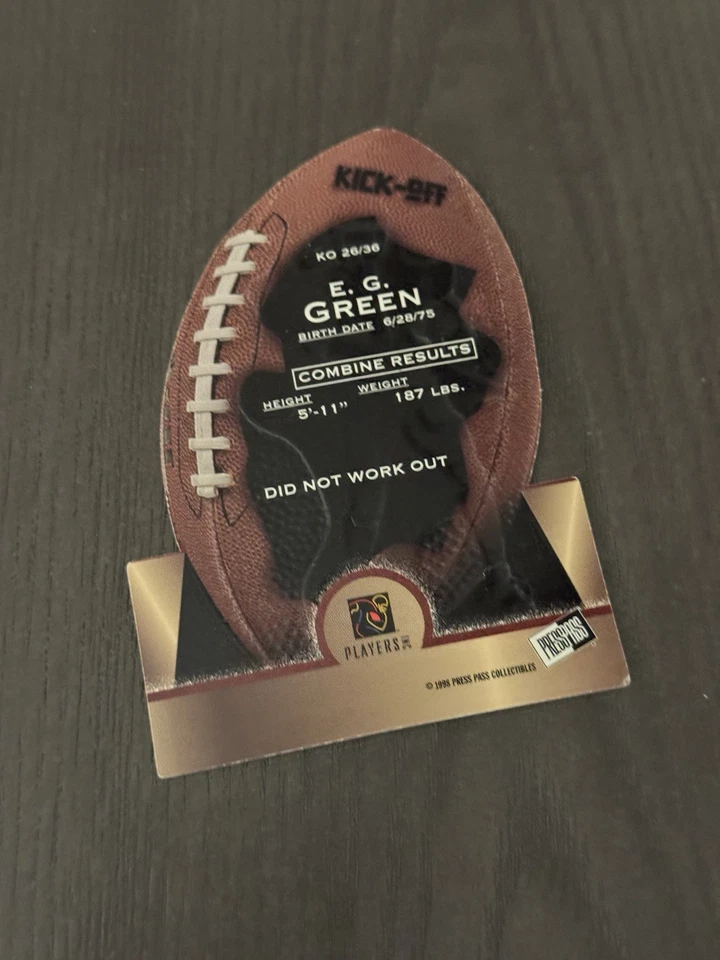 KICK-OFF
KO 26/36
E. G.
GREEN
BIRTH DATE 6/28/75
COMBINE RESULTS
HEIGHT WEIGHT
5'-11" 187 LBS.
DID NOT WORK OUT
PLAYERS INC
PRESS PASS
© 1998 PRESS PASS COLLECTIBLES